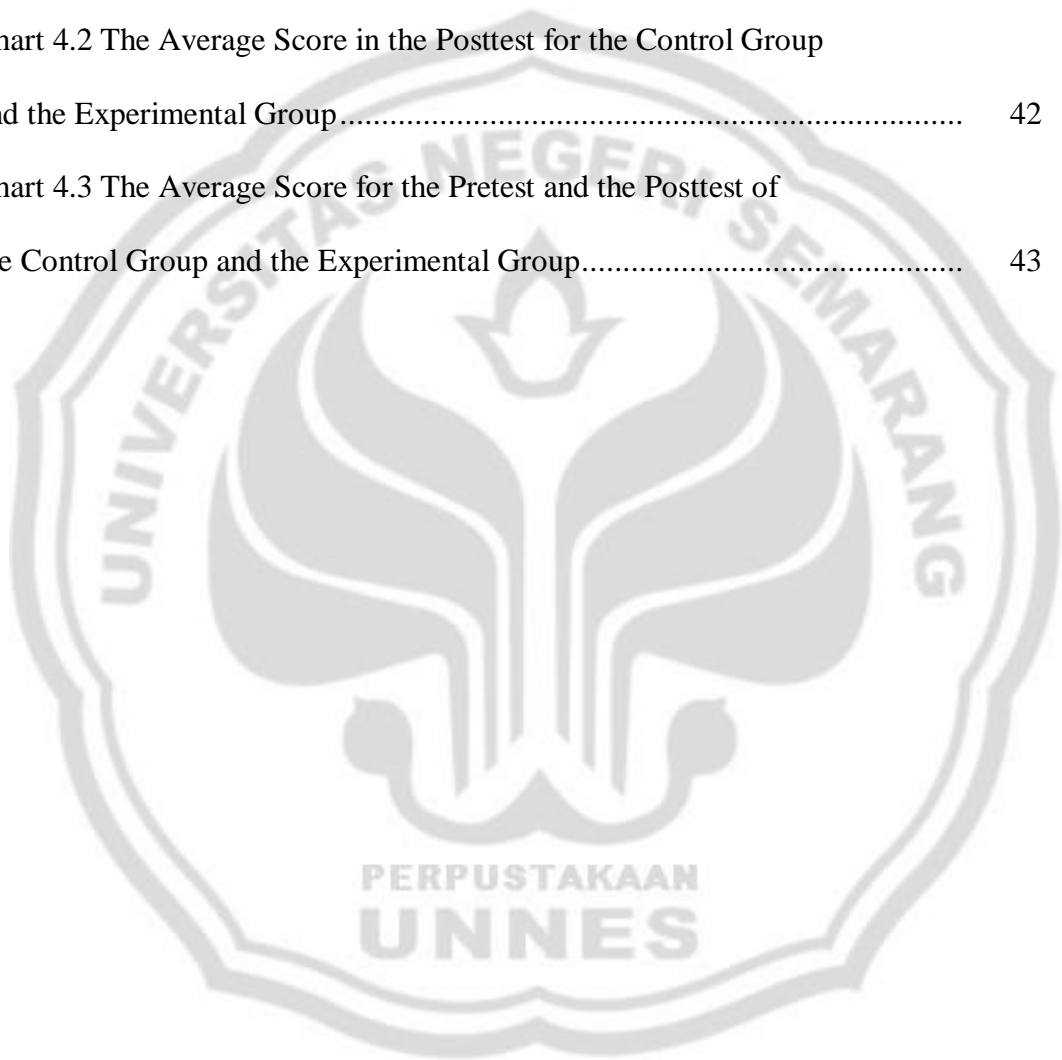 hart 4.2 The Average Score in the Posttest for the Control Group
nd the Experimental Group........................................................................... 42
hart 4.3 The Average Score for the Pretest and the Posttest of
e Control Group and the Experimental Group.............................................. 43
UNIVERSITAS NEGERI SEMARANG
PERPUSTAKAAN
UNNES